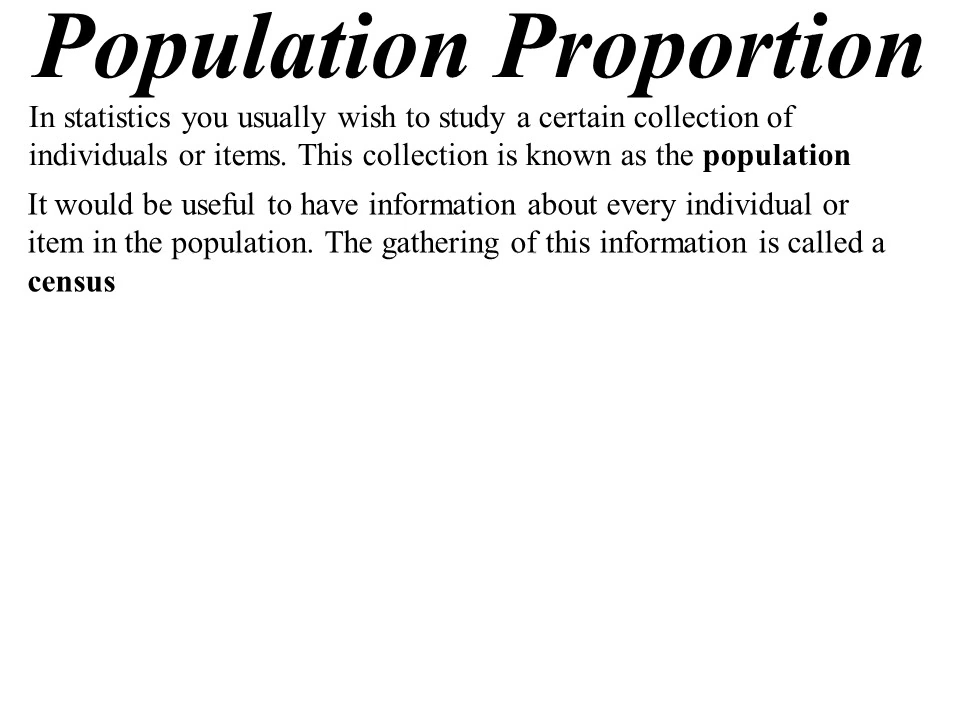 Population Proportion
In statistics you usually wish to study a certain collection of
individuals or items. This collection is known as the population
It would be useful to have information about every individual or
item in the population. The gathering of this information is called a
census